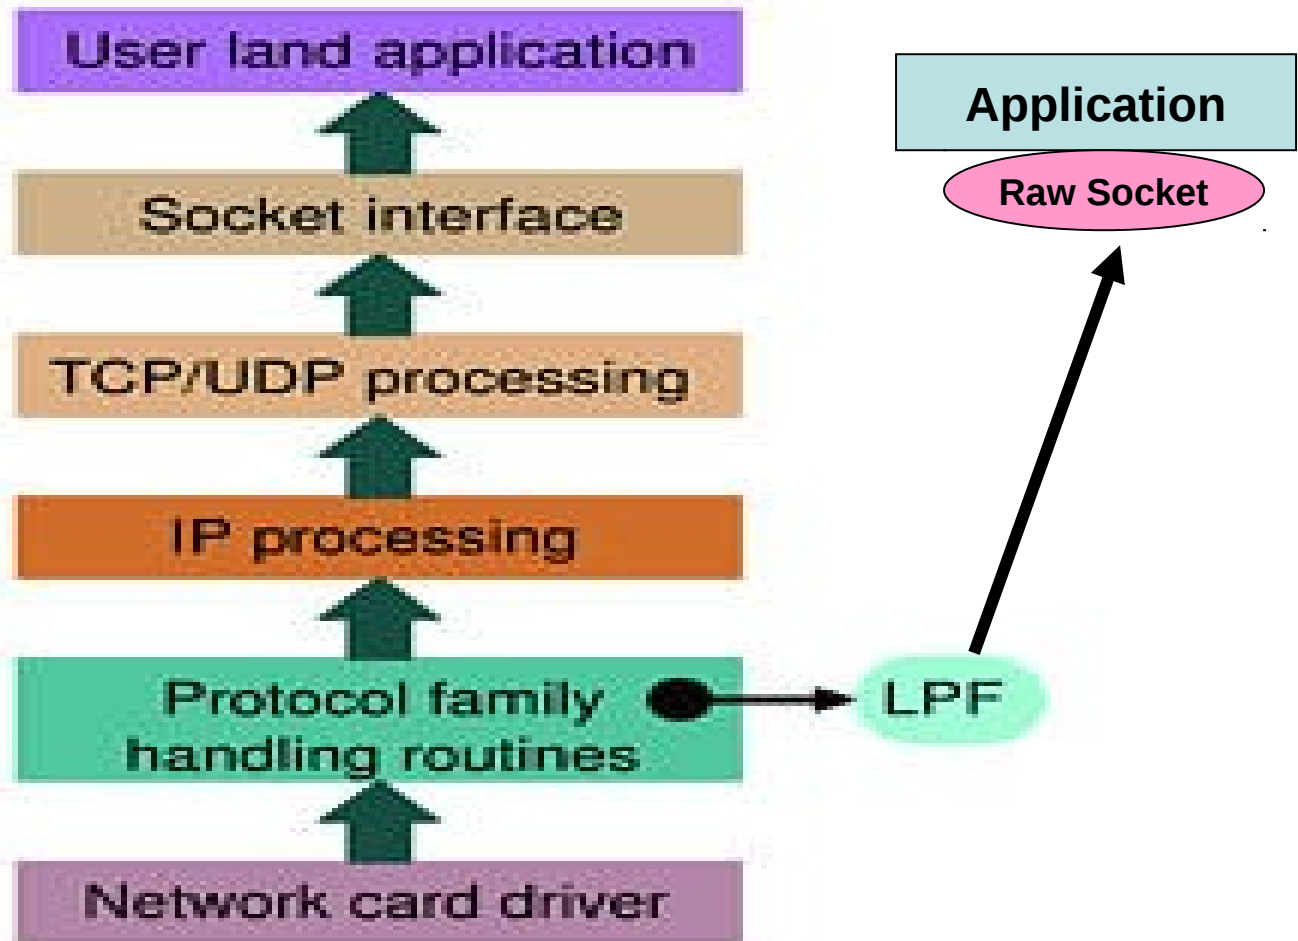 User land application
Socket interface
TCP/UDP processing
IP processing
Protocol family
handling routines
Network card driver
LPF
Application
Raw Socket